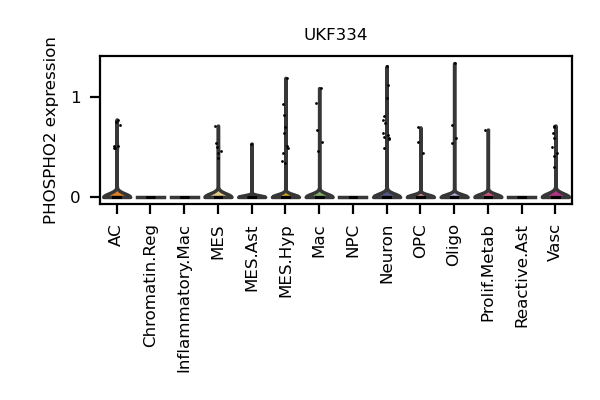 UKF334
PHOSPHO2 expression
1
0
AC
Chromatin.Reg
Inflammatory.Mac
MES
MES.Ast
MES.Hyp
Mac
NPC
Neuron
OPC
Oligo
Prolif.Metab
Reactive.Ast
Vasc